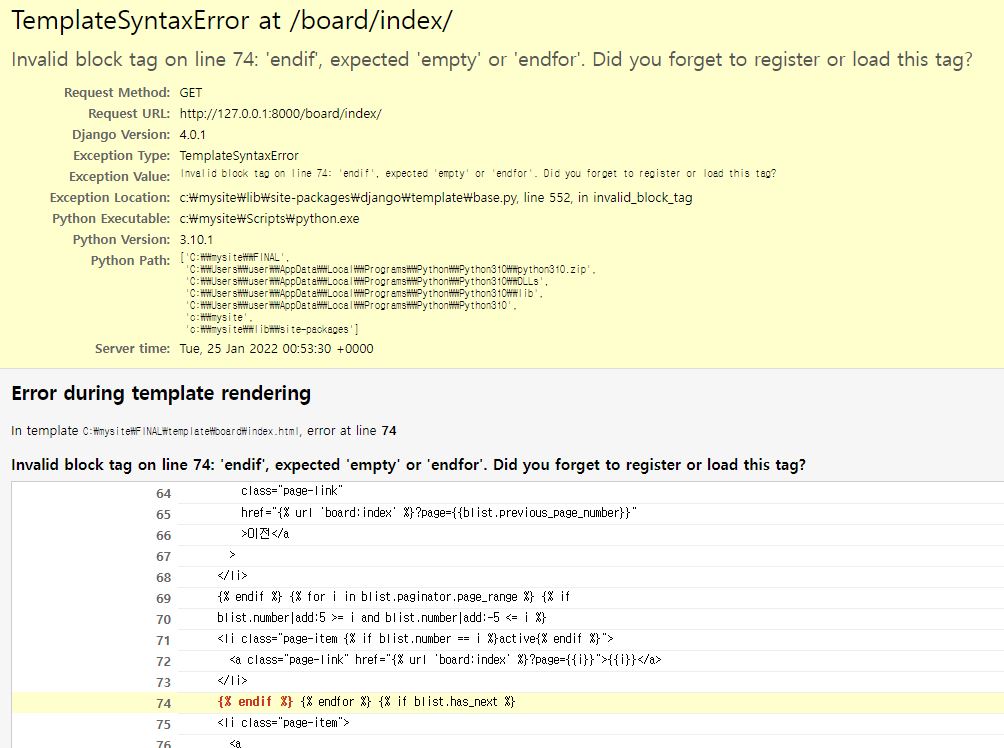 TemplateSyntaxError at /board/index/
Invalid block tag on line 74: 'endif', expected 'empty' or 'endfor'. Did you forget to register or load this tag?
Request Method: GET
Request URL: http://127.0.0.1:8000/board/index/
Django Version: 4.0.1
Exception Type: TemplateSyntaxError
Exception Value: Invalid block tag on line 74: 'endif', expected 'empty' or 'endfor'. Did you forget to register or load this tag?
Exception Location: c:₩mysite₩lib₩site-packages₩django₩template₩base.py, line 552, in invalid_block_tag
Python Executable: c:₩mysite₩Scripts₩python.exe
Python Version: 3.10.1
Python Path: ['C:₩₩mysite₩₩FINAL',
'C:₩₩Users₩₩user₩₩AppData₩₩Local₩₩Programs₩₩Python₩₩Python310₩₩python310.zip',
'C:₩₩Users₩₩user₩₩AppData₩₩Local₩₩Programs₩₩Python₩₩Python310₩₩DLLs',
'C:₩₩Users₩₩user₩₩AppData₩₩Local₩₩Programs₩₩Python₩₩Python310₩₩lib',
'C:₩₩Users₩₩user₩₩AppData₩₩Local₩₩Programs₩₩Python₩₩Python310',
'c:₩₩mysite',
'c:₩₩mysite₩₩lib₩₩site-packages']
Server time: Tue, 25 Jan 2022 00:53:30 +0000
Error during template rendering
In template C:₩mysite₩FINAL₩template₩board₩index.html, error at line 74
Invalid block tag on line 74: 'endif', expected 'empty' or 'endfor'. Did you forget to register or load this tag?
64 class="page-link"
65 href="{% url 'board:index' %}?page={{blist.previous_page_number}}"
66 >이전</a
67 >
68 </li>
69 {% endif %} {% for i in blist.paginator.page_range %} {% if
70 blist.number|add:5 >= i and blist.number|add:-5 <= i %}
71 <li class="page-item {% if blist.number == i %}active{% endif %}">
72 <a class="page-link" href="{% url 'board:index' %}?page={{i}}">{{i}}</a>
73 </li>
74 {% endif %} {% endfor %} {% if blist.has_next %}
75 <li class="page-item">
76 <a